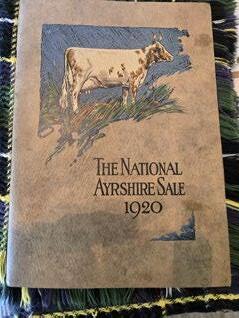 THE NATIONAL
AYRSHIRE SALE
1920